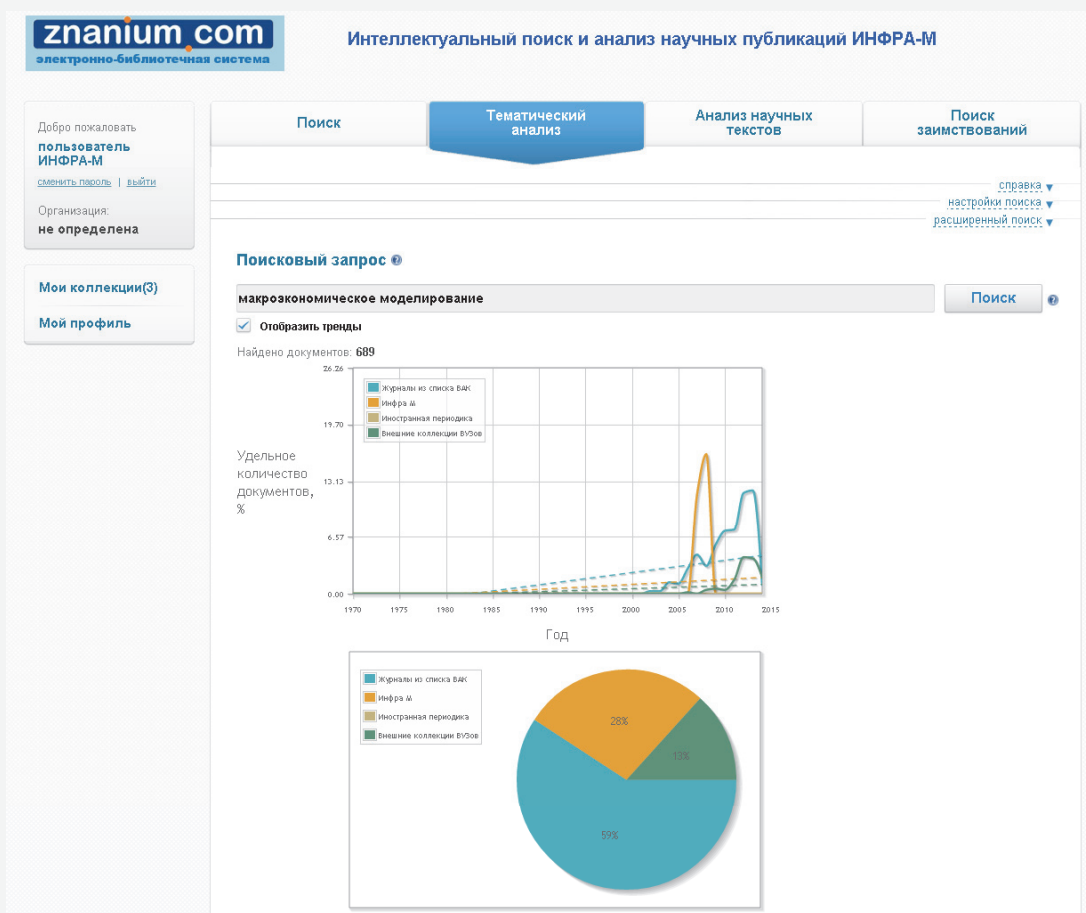 znanium.com
электронно-библиотечная система
Интеллектуальный поиск и анализ научных публикаций ИНФРА-М
Добро пожаловать
пользователь
ИНФРА-М
сменить пароль | выйти
Организация:
не определена
Мои коллекции(3)
Мой профиль
Поиск
Тематический
анализ
Анализ научных
текстов
Поиск
заимствований
справка
настройки поиска
расширенный поиск
Поисковый запрос
макроэкономическое моделирование
Поиск
Отобразить тренды
Найдено документов: 689
Удельное
количество
документов,
%
26.26
19.70
13.13
6.57
0.00
Журналы из списка ВАК
Инфра М
Иностранная периодика
Внешние коллекции ВУЗов
1970 1975 1980 1985 1990 1995 2000 2005 2010 2015
Год
Журналы из списка ВАК
Инфра М
Иностранная периодика
Внешние коллекции ВУЗов
28%
13%
59%